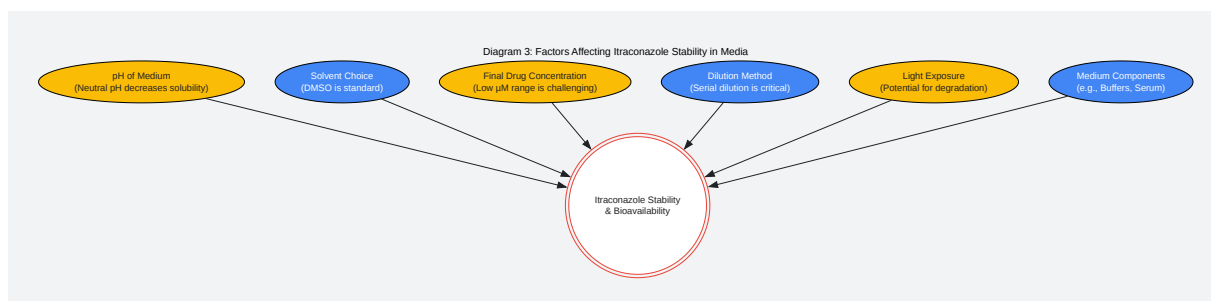 Diagram 3: Factors Affecting Itraconazole Stability in Media
pH of Medium
(Neutral pH decreases solubility)
Solvent Choice
(DMSO is standard)
Final Drug Concentration
(Low µM range is challenging)
Dilution Method
(Serial dilution is critical)
Light Exposure
(Potential for degradation)
Medium Components
(e.g., Buffers, Serum)
Itraconazole Stability
& Bioavailability